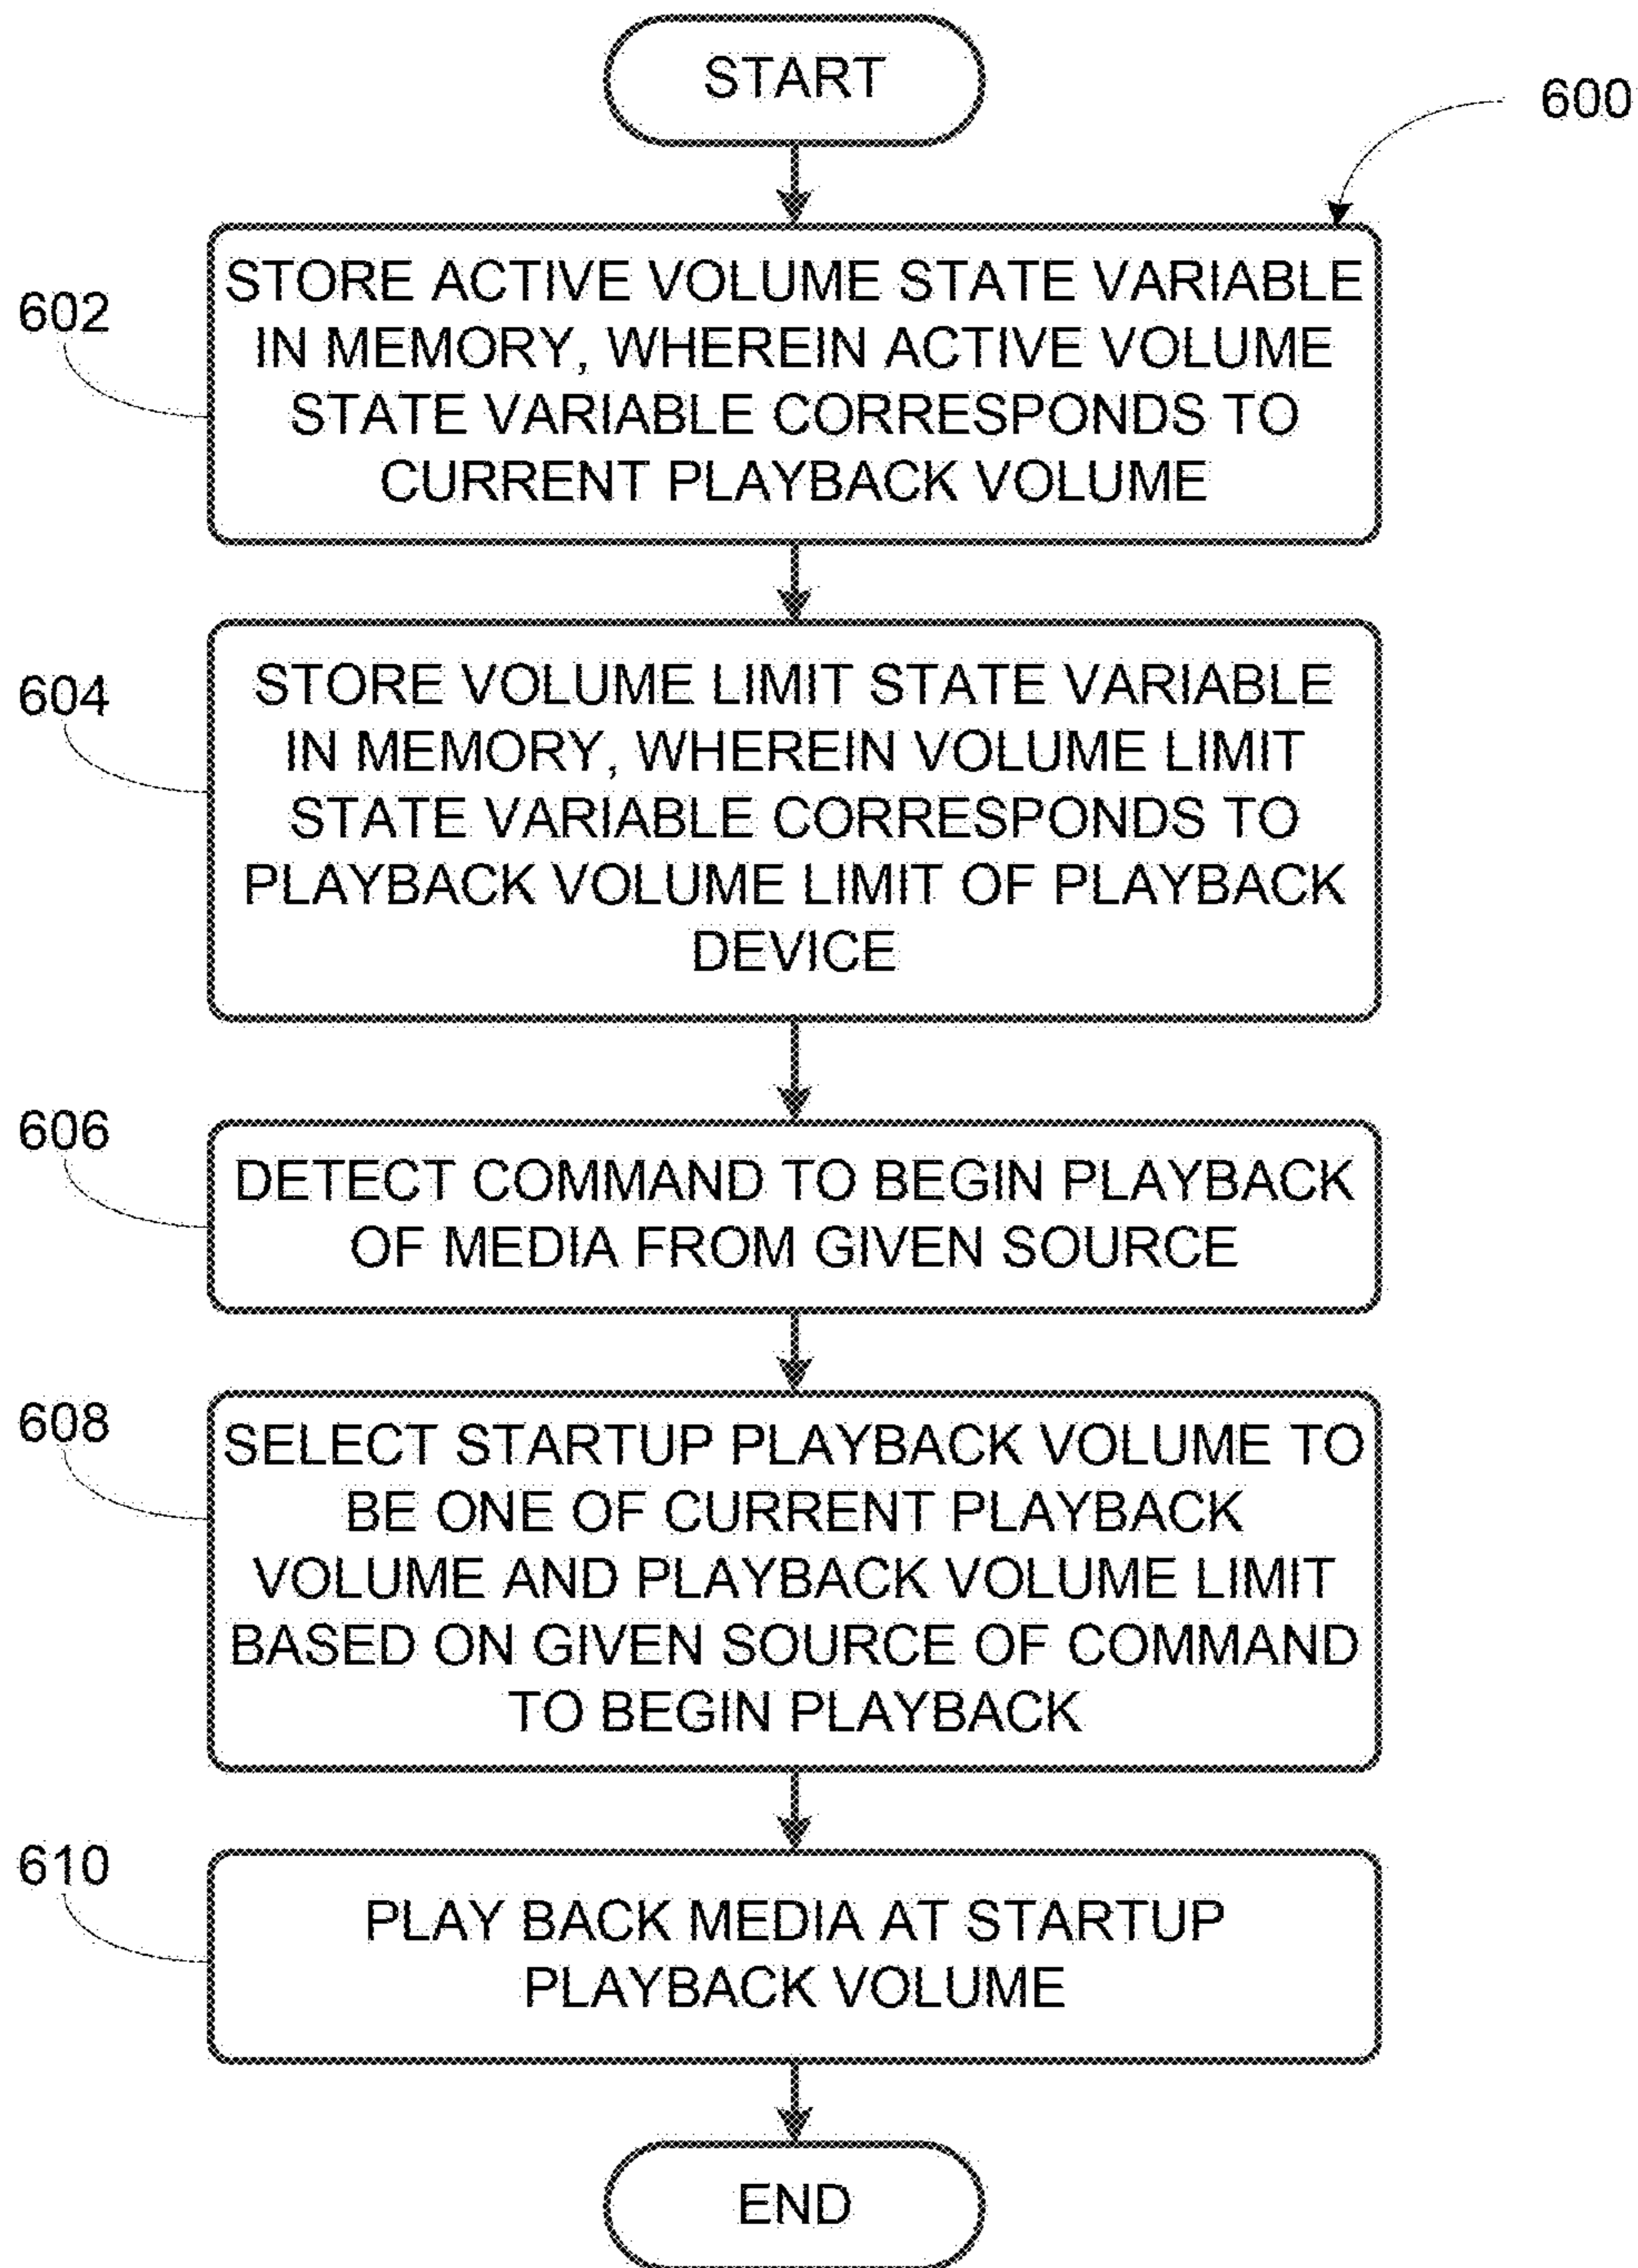 START
600
602
STORE ACTIVE VOLUME STATE VARIABLE
IN MEMORY, WHEREIN ACTIVE VOLUME
STATE VARIABLE CORRESPONDS TO
CURRENT PLAYBACK VOLUME
604
STORE VOLUME LIMIT STATE VARIABLE
IN MEMORY, WHEREIN VOLUME LIMIT
STATE VARIABLE CORRESPONDS TO
PLAYBACK VOLUME LIMIT OF PLAYBACK
DEVICE
606
DETECT COMMAND TO BEGIN PLAYBACK
OF MEDIA FROM GIVEN SOURCE
608
SELECT STARTUP PLAYBACK VOLUME TO
BE ONE OF CURRENT PLAYBACK
VOLUME AND PLAYBACK VOLUME LIMIT
BASED ON GIVEN SOURCE OF COMMAND
TO BEGIN PLAYBACK
610
PLAY BACK MEDIA AT STARTUP
PLAYBACK VOLUME
END